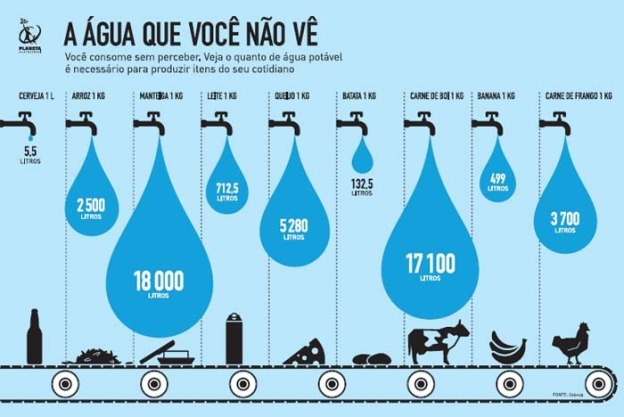 PLANETA
A ÁGUA QUE VOCÊ NÃO VÊ
Você consome sem perceber. Veja o quanto de água potável
é necessário para produzir itens do seu cotidiano
CERVEJA 1 L
ARROZ 1 KG
MANTEIGA 1 KG
LEITE 1 KG
QUEIJO 1 KG
BATATA 1 KG
CARNE DE BOI 1 KG
BANANA 1 KG
CARNE DE FRANGO 1 KG
5,5
LITROS
2 500
LITROS
18 000
LITROS
712,5
LITROS
5 280
LITROS
132,5
LITROS
17 100
LITROS
499
LITROS
3 700
LITROS
FONTE: Sabesp